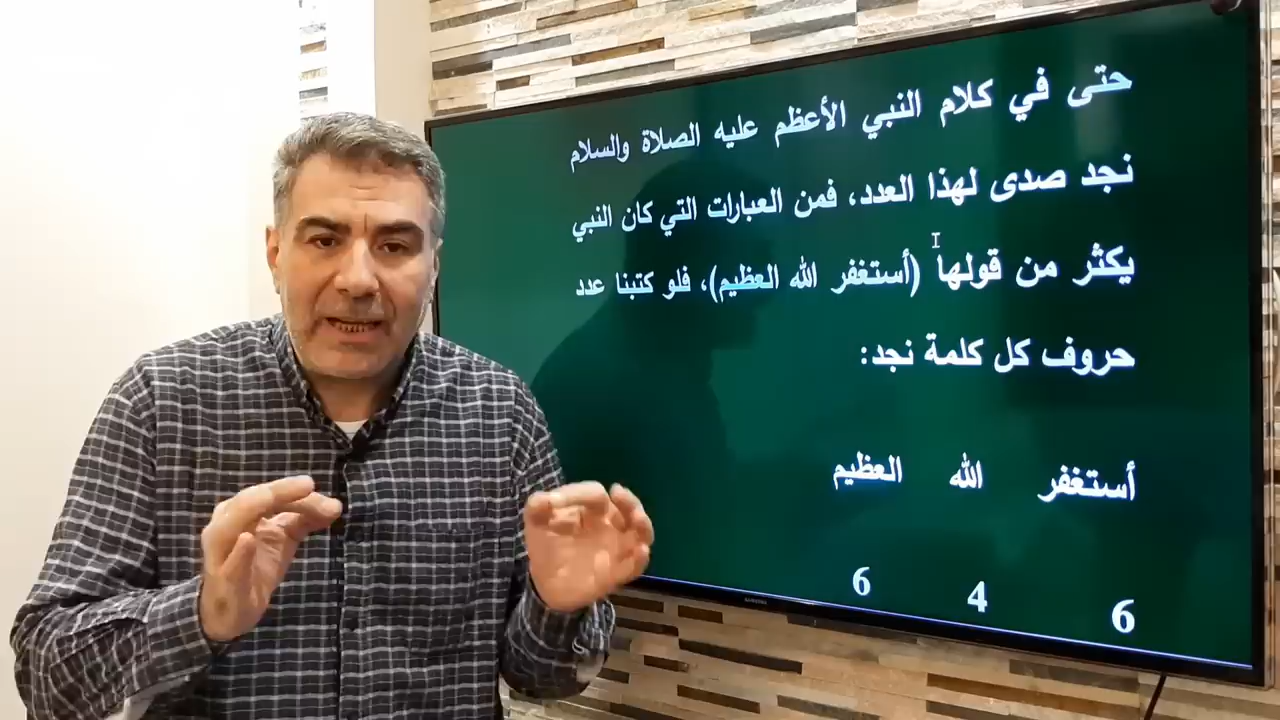 حتى في كلام النبي الأعظم عليه الصلاة والسلام
نجد صدى لهذا العدد، فمن العبارات التي كان النبي
يكثر من قولها (أستغفر الله العظيم)، فلو كتبنا عدد
حروف كل كلمة نجد:
أستغفر الله العظيم
6 4 6
SAMSUNG